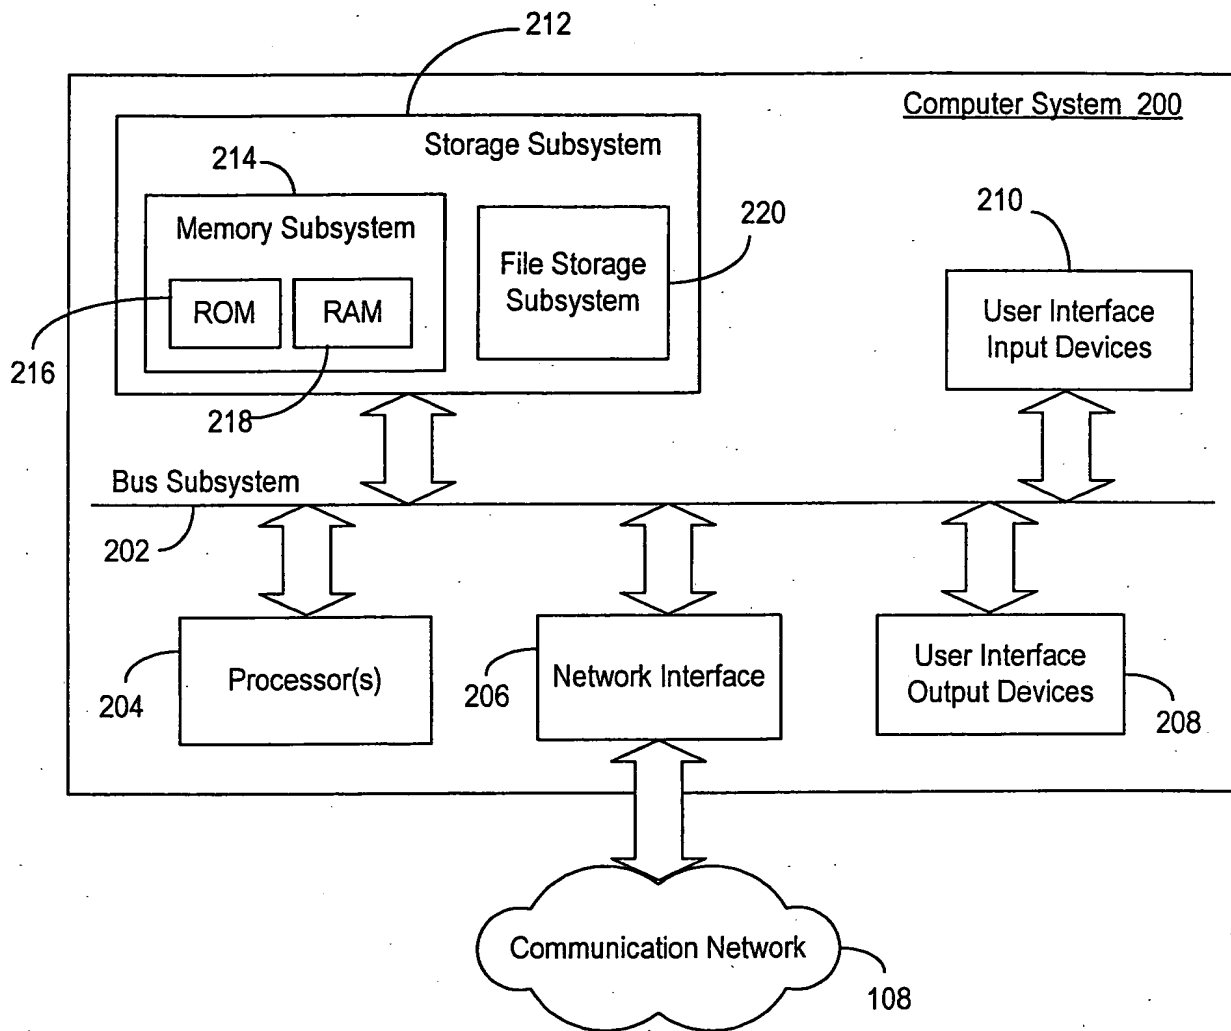 212
Computer System 200
Storage Subsystem
214
Memory Subsystem
ROM
RAM
216
218
File Storage
Subsystem
220
210
User Interface
Input Devices
Bus Subsystem
202
Processor(s)
204
Network Interface
206
User Interface
Output Devices
208
Communication Network
108